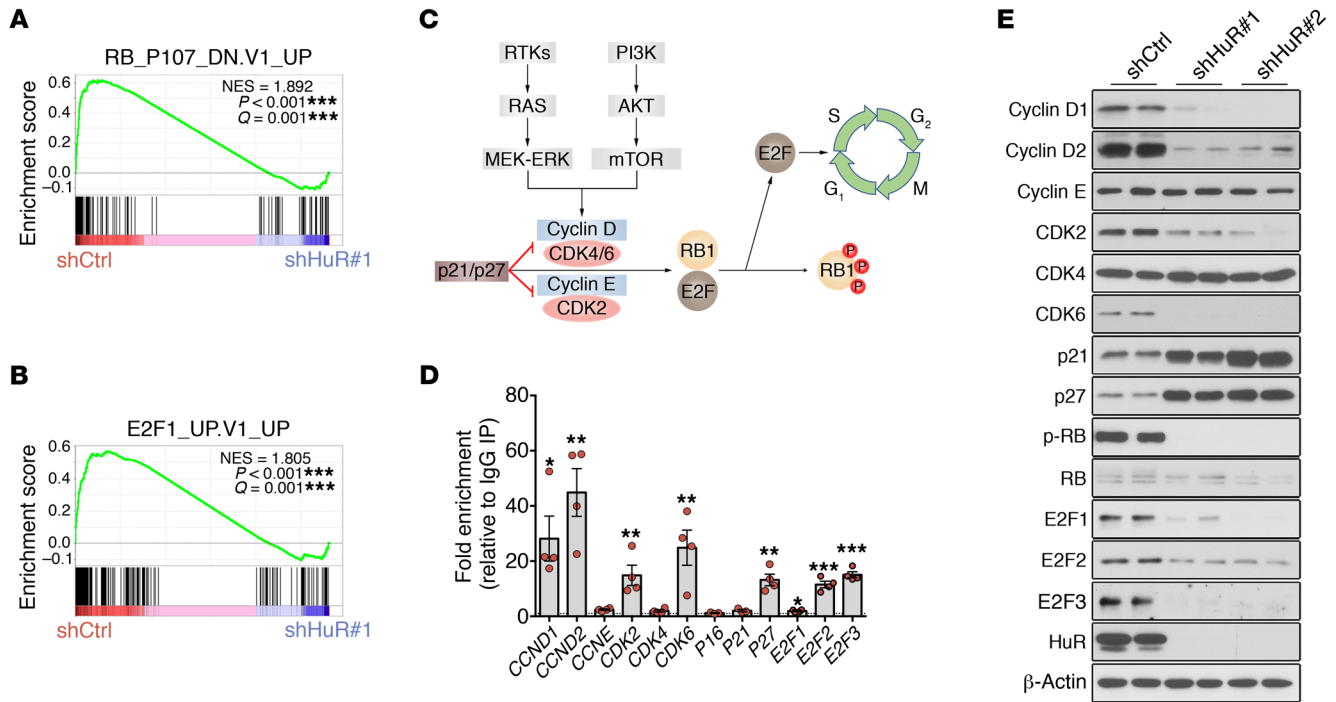 A
RB_P107_DN.V1_UP
Enrichment score
0.6
0.4
0.2
0.0
–0.1
NES = 1.892
P < 0.001***
Q = 0.001***
shCtrl
shHuR#1
B
E2F1_UP.V1_UP
Enrichment score
0.6
0.4
0.2
0.0
–0.1
NES = 1.805
P < 0.001***
Q = 0.001***
shCtrl
shHuR#1
C
RTKs
PI3K
RAS
AKT
MEK-ERK
mTOR
Cyclin D
CDK4/6
p21/p27
Cyclin E
CDK2
RB1
E2F
E2F
S
G2
G1
M
RB1
P
P
P
D
Fold enrichment
(relative to IgG IP)
80
60
40
20
0
*
**
**
**
**
*
***
***
CCND1
CCND2
CCNE
CDK2
CDK4
CDK6
P16
P21
P27
E2F1
E2F2
E2F3
E
shCtrl
shHuR#1
shHuR#2
Cyclin D1
Cyclin D2
Cyclin E
CDK2
CDK4
CDK6
p21
p27
p-RB
RB
E2F1
E2F2
E2F3
HuR
β-Actin